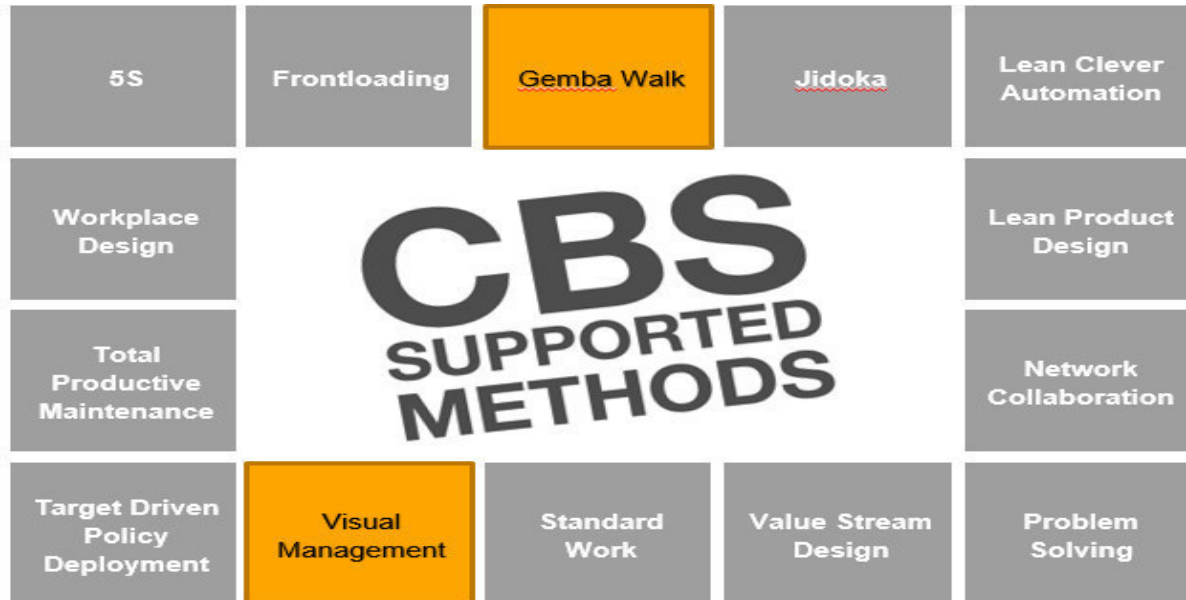 5S
Frontloading
Gemba Walk
Jidoka
Lean Clever
Automation
Workplace
Design
CBS
SUPPORTED
METHODS
Lean Product
Design
Total
Productive
Maintenance
Network
Collaboration
Target Driven
Policy
Deployment
Visual
Management
Standard
Work
Value Stream
Design
Problem
Solving